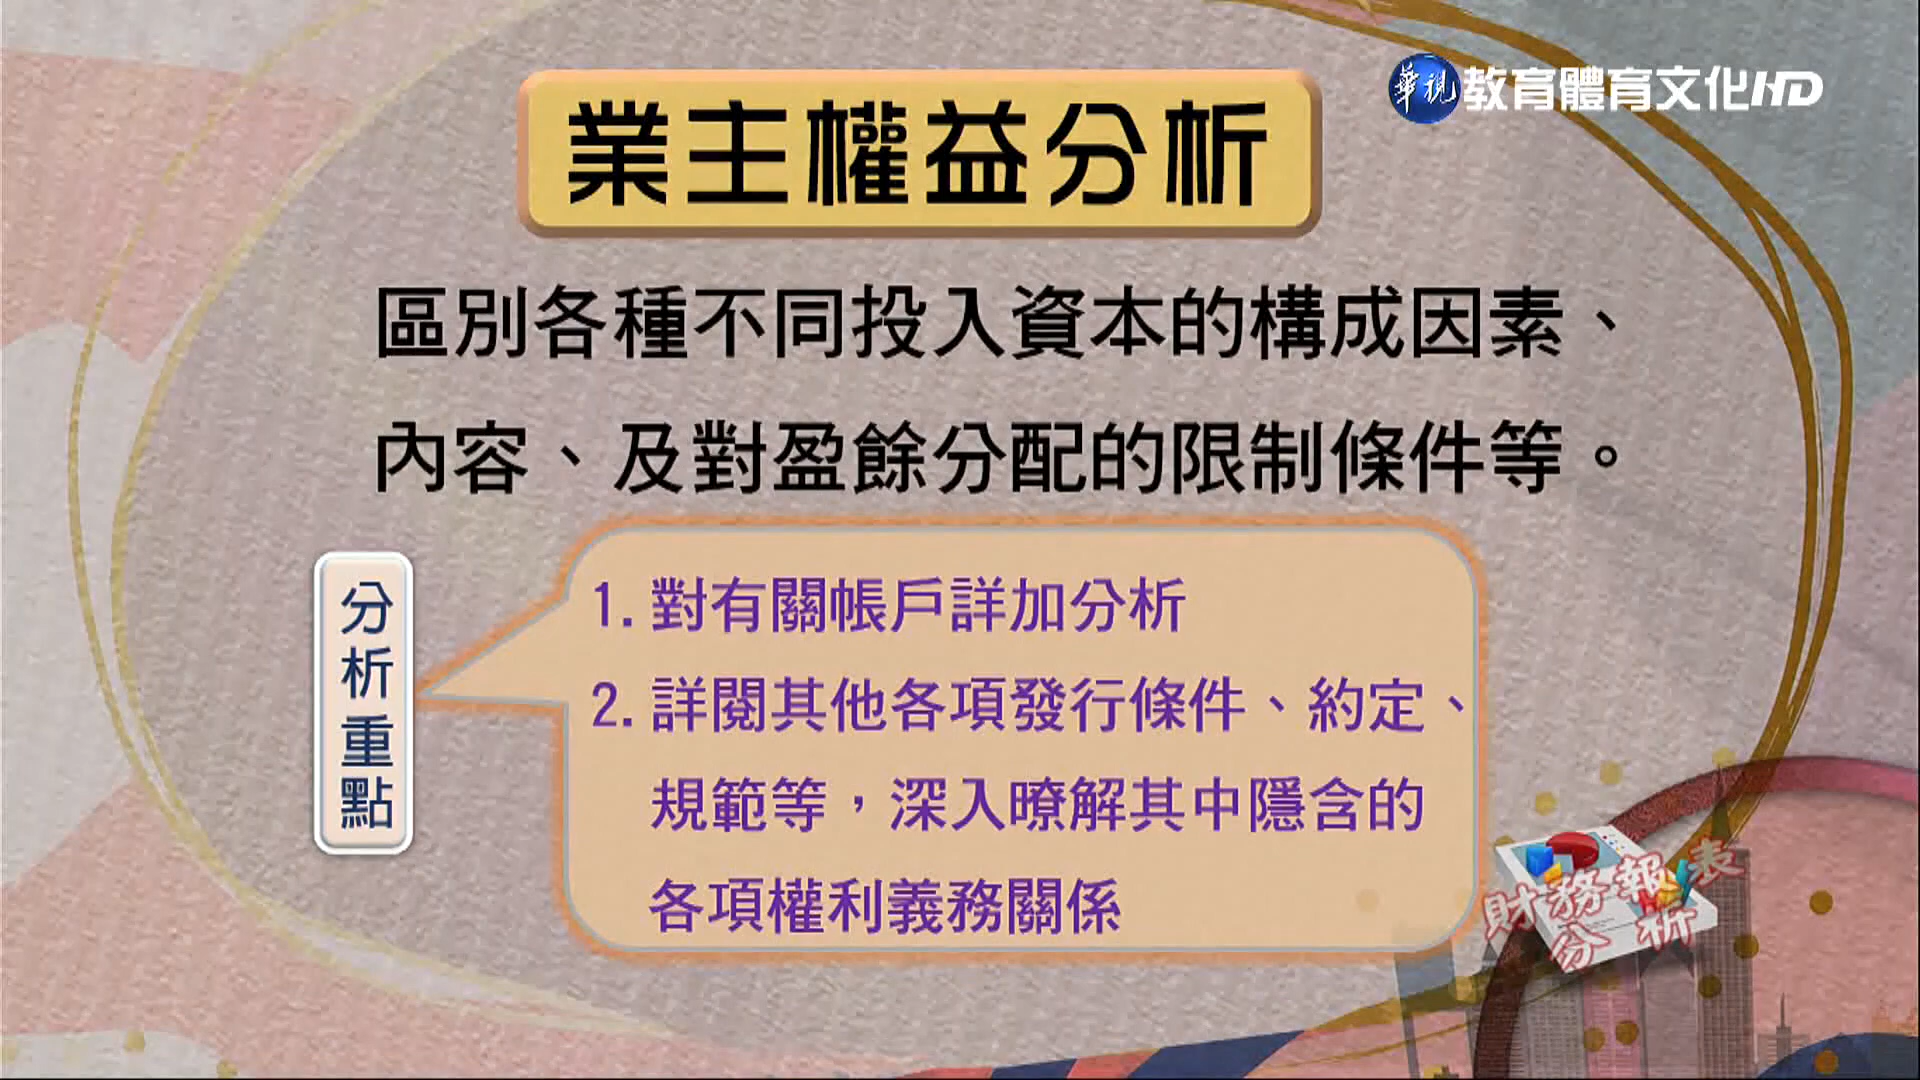 華視 教育體育文化HD
業主權益分析
區別各種不同投入資本的構成因素、
內容、及對盈餘分配的限制條件等。
分析重點
1. 對有關帳戶詳加分析
2. 詳閱其他各項發行條件、約定、
規範等，深入暸解其中隱含的
各項權利義務關係
財務報表
分析